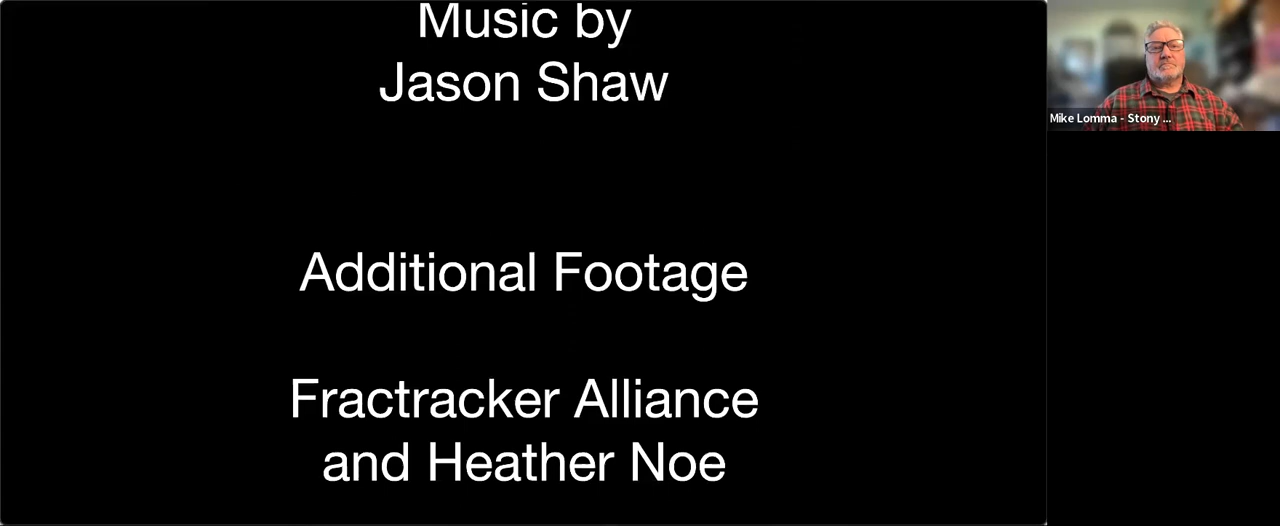 Music by
Jason Shaw
Additional Footage
Fractracker Alliance
and Heather Noe
Mike Lomma - Stony ...